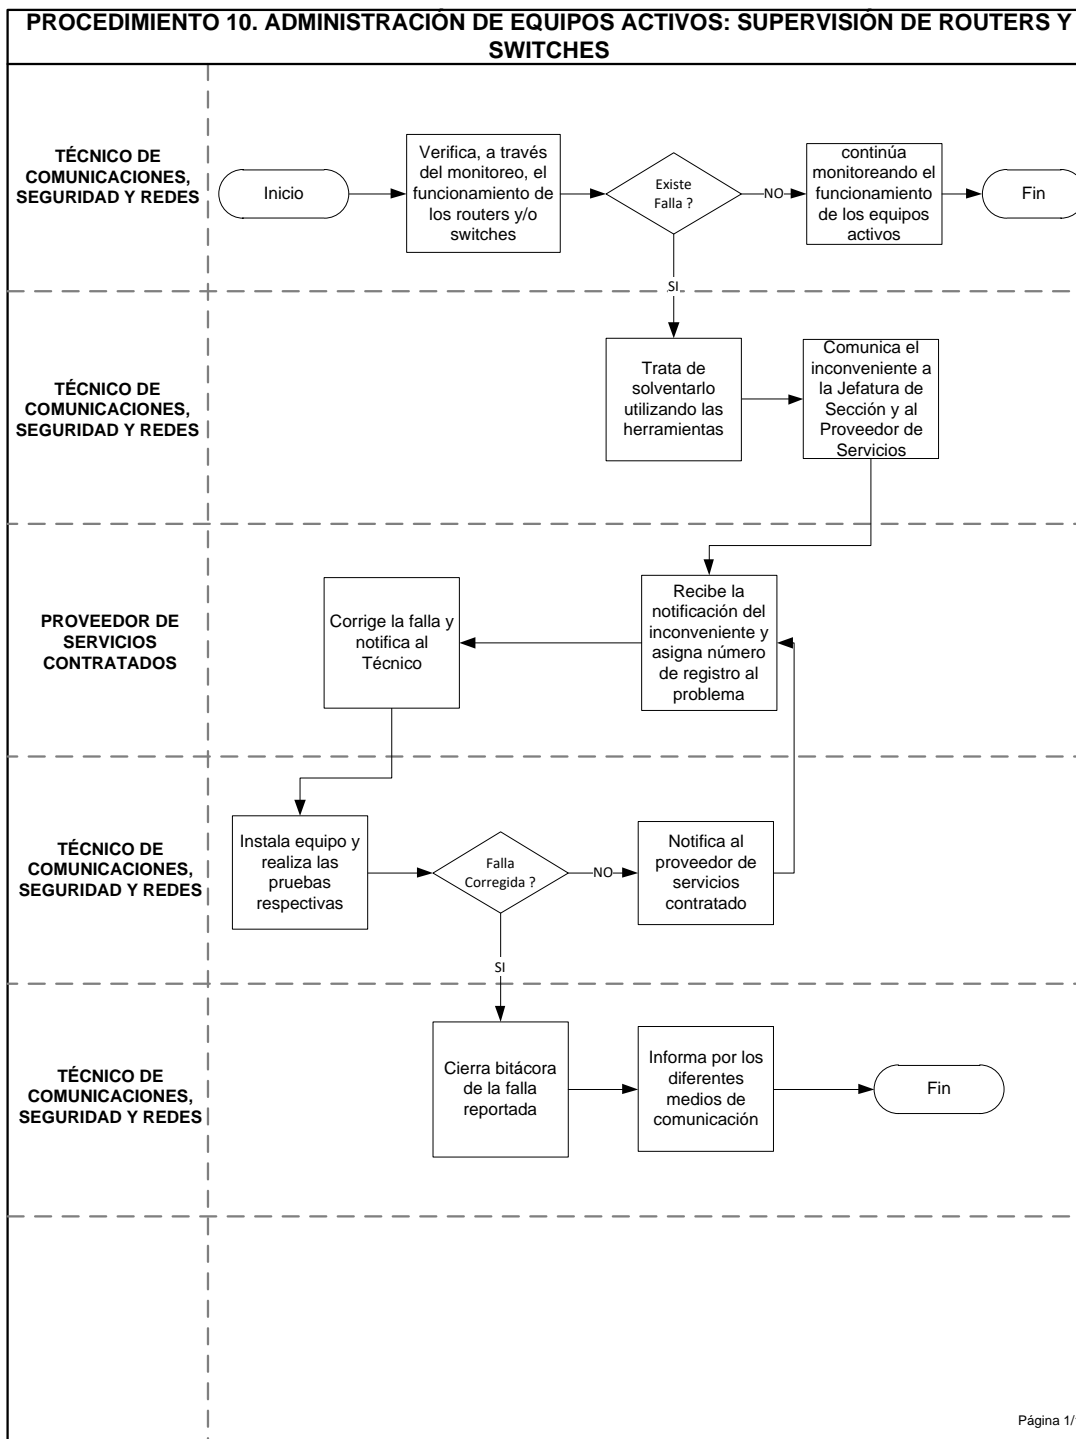 PROCEDIMIENTO 10. ADMINISTRACIÓN DE EQUIPOS ACTIVOS: SUPERVISIÓN DE ROUTERS Y
SWITCHES
TÉCNICO DE
COMUNICACIONES,
SEGURIDAD Y REDES
Inicio
Verifica, a través
del monitoreo, el
funcionamiento de
los routers y/o
switches
Existe
Falla ?
NO
continúa
monitoreando el
funcionamiento
de los equipos
activos
Fin
SI
TÉCNICO DE
COMUNICACIONES,
SEGURIDAD Y REDES
Trata de
solventarlo
utilizando las
herramientas
Comunica el
inconveniente a
la Jefatura de
Sección y al
Proveedor de
Servicios
PROVEEDOR DE
SERVICIOS
CONTRATADOS
Corrige la falla y
notifica al
Técnico
Recibe la
notificación del
inconveniente y
asigna número
de registro al
problema
TÉCNICO DE
COMUNICACIONES,
SEGURIDAD Y REDES
Instala equipo y
realiza las
pruebas
respectivas
Falla
Corregida ?
NO
Notifica al
proveedor de
servicios
contratado
SI
TÉCNICO DE
COMUNICACIONES,
SEGURIDAD Y REDES
Cierra bitácora
de la falla
reportada
Informa por los
diferentes
medios de
comunicación
Fin
Página 1/